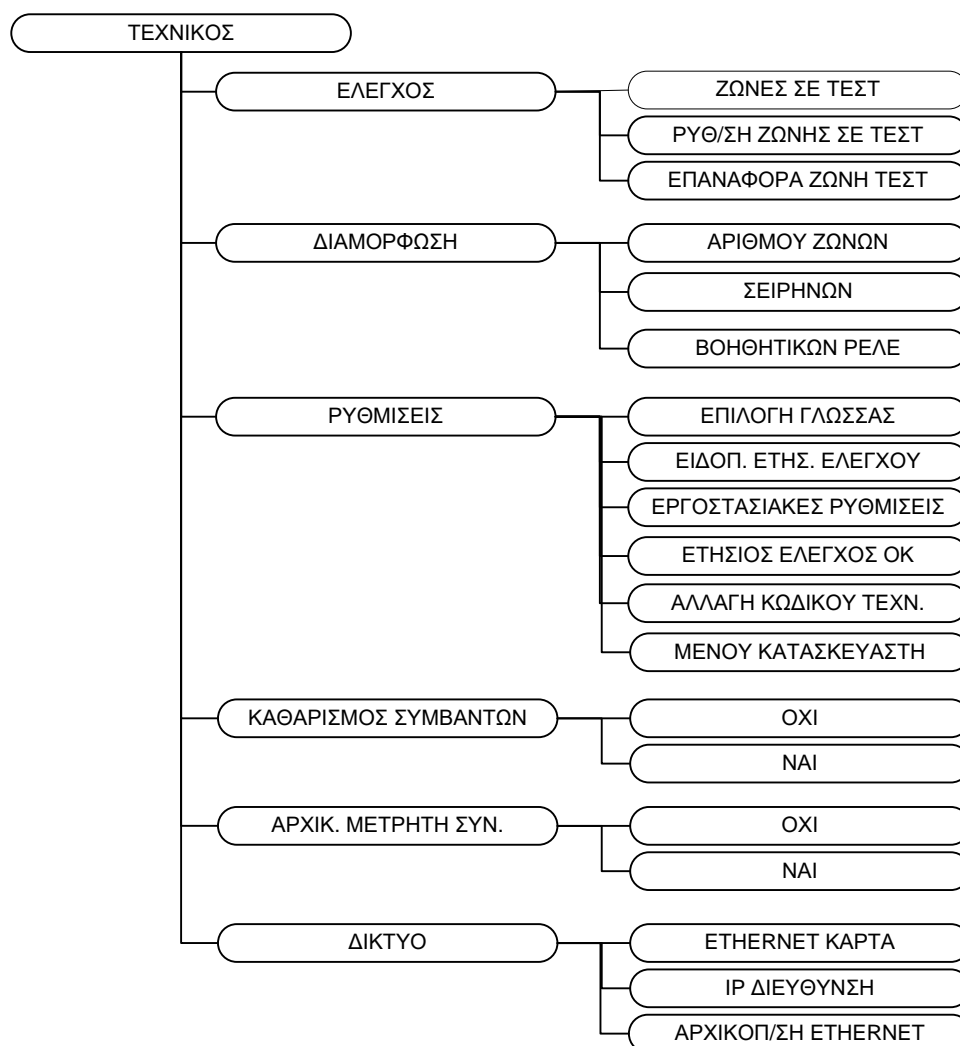 ΤΕΧΝΙΚΟΣ
ΕΛΕΓΧΟΣ
ΖΩΝΕΣ ΣΕ ΤΕΣΤ
ΡΥΘ/ΣΗ ΖΩΝΗΣ ΣΕ ΤΕΣΤ
ΕΠΑΝΑΦΟΡΑ ΖΩΝΗ ΤΕΣΤ
ΔΙΑΜΟΡΦΩΣΗ
ΑΡΙΘΜΟΥ ΖΩΝΩΝ
ΣΕΙΡΗΝΩΝ
ΒΟΗΘΗΤΙΚΩΝ ΡΕΛΕ
ΡΥΘΜΙΣΕΙΣ
ΕΠΙΛΟΓΗ ΓΛΩΣΣΑΣ
ΕΙΔΟΠ. ΕΤΗΣ. ΕΛΕΓΧΟΥ
ΕΡΓΟΣΤΑΣΙΑΚΕΣ ΡΥΘΜΙΣΕΙΣ
ΕΤΗΣΙΟΣ ΕΛΕΓΧΟΣ ΟΚ
ΑΛΛΑΓΗ ΚΩΔΙΚΟΥ ΤΕΧΝ.
ΜΕΝΟΥ ΚΑΤΑΣΚΕΥΑΣΤΗ
ΚΑΘΑΡΙΣΜΟΣ ΣΥΜΒΑΝΤΩΝ
ΟΧΙ
ΝΑΙ
ΑΡΧΙΚ. ΜΕΤΡΗΤΗ ΣΥΝ.
ΟΧΙ
ΝΑΙ
ΔΙΚΤΥΟ
ETHERNET ΚΑΡΤΑ
IP ΔΙΕΥΘΥΝΣΗ
ΑΡΧΙΚΟΠ/ΣΗ ETHERNET